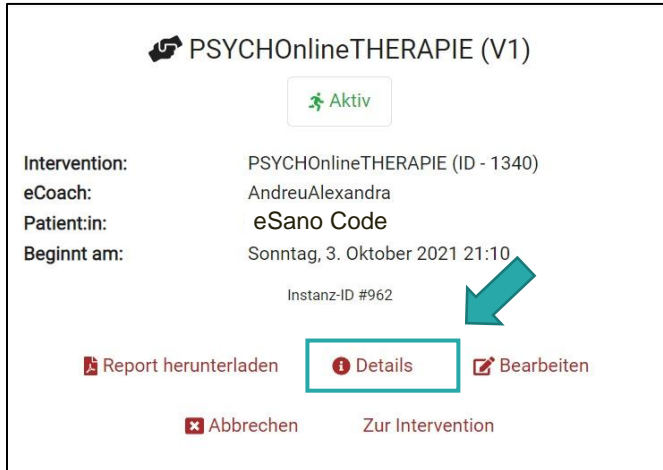 PSYCHOnlineTHERAPIE (V1)
Aktiv
Intervention: PSYCHOnlineTHERAPIE (ID - 1340)
eCoach: AndreuAlexandra
Patient:in: eSano Code
Beginnt am: Sonntag, 3. Oktober 2021 21:10
Instanz-ID #962
Report herunterladen Details Bearbeiten
Abbrechen Zur Intervention